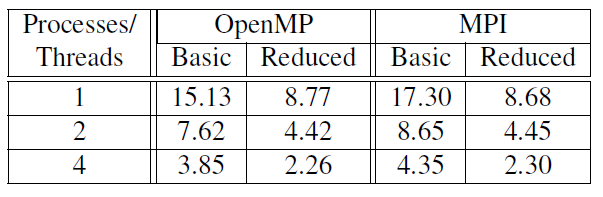 Processes/ OpenMP MPI
Threads Basic Reduced Basic Reduced
1 15.13 8.77 17.30 8.68
2 7.62 4.42 8.65 4.45
4 3.85 2.26 4.35 2.30